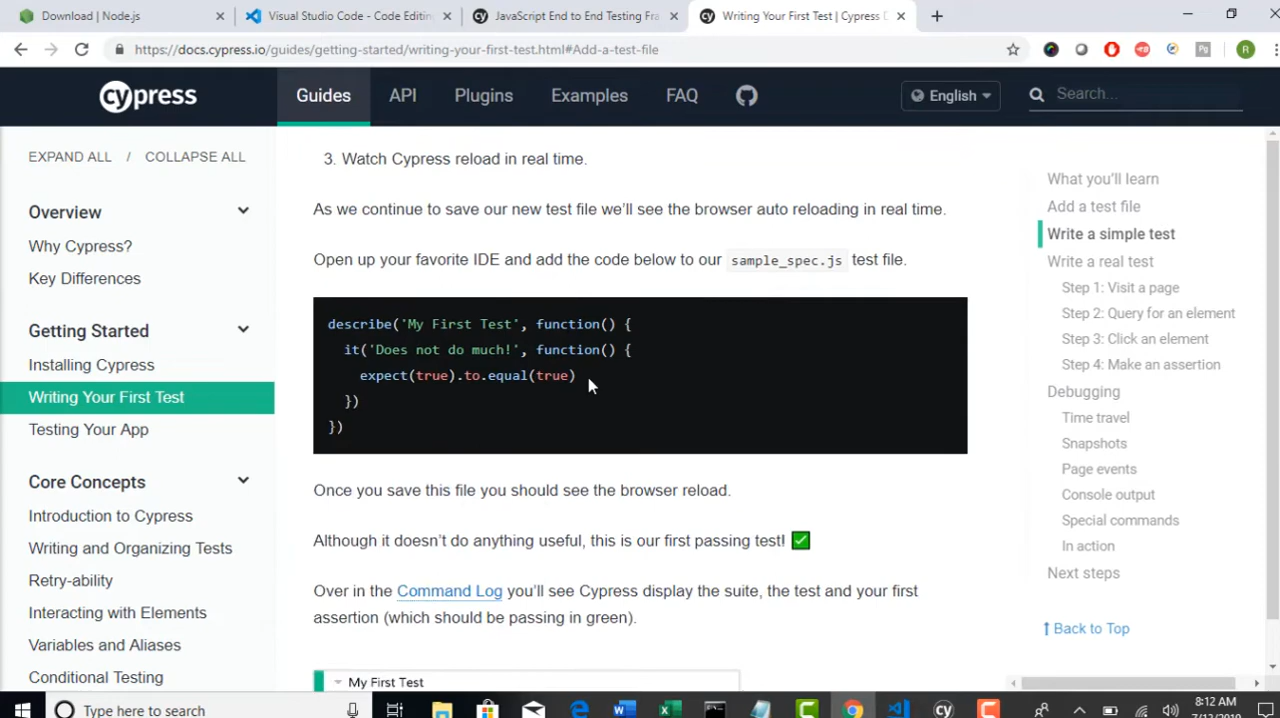 Download | Node.js
Visual Studio Code - Code Editing
JavaScript End to End Testing Fra
Writing Your First Test | Cypress D
https://docs.cypress.io/guides/getting-started/writing-your-first-test.html#Add-a-test-file
R
cypress
Guides
API
Plugins
Examples
FAQ
English
Search...
EXPAND ALL / COLLAPSE ALL
Overview
Why Cypress?
Key Differences
Getting Started
Installing Cypress
Writing Your First Test
Testing Your App
Core Concepts
Introduction to Cypress
Writing and Organizing Tests
Retry-ability
Interacting with Elements
Variables and Aliases
Conditional Testing
3. Watch Cypress reload in real time.
As we continue to save our new test file we'll see the browser auto reloading in real time.
Open up your favorite IDE and add the code below to our sample_spec.js test file.
describe('My First Test', function() {
it('Does not do much!', function() {
expect(true).to.equal(true)
})
})
Once you save this file you should see the browser reload.
Although it doesn't do anything useful, this is our first passing test! ✅
Over in the Command Log you'll see Cypress display the suite, the test and your first
assertion (which should be passing in green).
My First Test
What you'll learn
Add a test file
Write a simple test
Write a real test
Step 1: Visit a page
Step 2: Query for an element
Step 3: Click an element
Step 4: Make an assertion
Debugging
Time travel
Snapshots
Page events
Console output
Special commands
In action
Next steps
Back to Top
Type here to search
8:12 AM